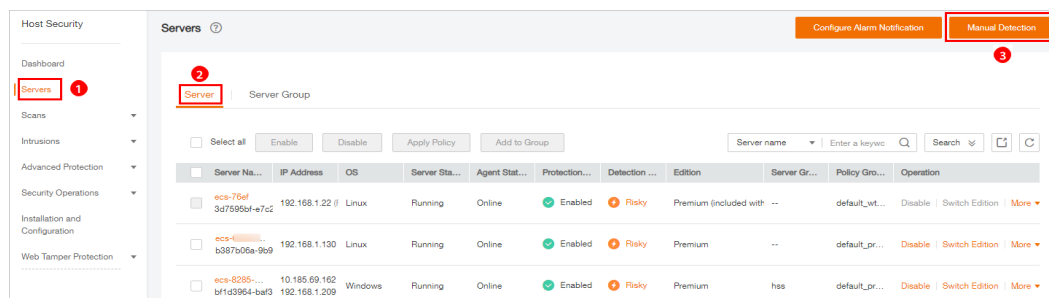 Host Security
Servers ?
Configure Alarm Notification
Manual Detection
3
Dashboard
Servers
1
2
Server
Server Group
Scans
Intrusions
Select all
Enable
Disable
Apply Policy
Add to Group
Server name
Enter a keywc
Search
Advanced Protection
Server Na... IP Address OS Server Sta... Agent Stat... Protection... Detection ... Edition Server Gr... Policy Gro... Operation
Security Operations
ecs-76ef
3d7595bf-e7c2
192.168.1.22 (
Linux Running Online Enabled Risky Premium (included with -- default_wt... Disable Switch Edition More
Installation and
Configuration
ecs-
b387b06a-9b9
192.168.1.130 Linux Running Online Enabled Risky Premium -- default_pr... Disable Switch Edition More
Web Tamper Protection
ecs-8285-...
bf1d3964-baf3
10.185.69.162
192.168.1.209
Windows Running Online Enabled Risky Premium hss default_pr... Disable Switch Edition More